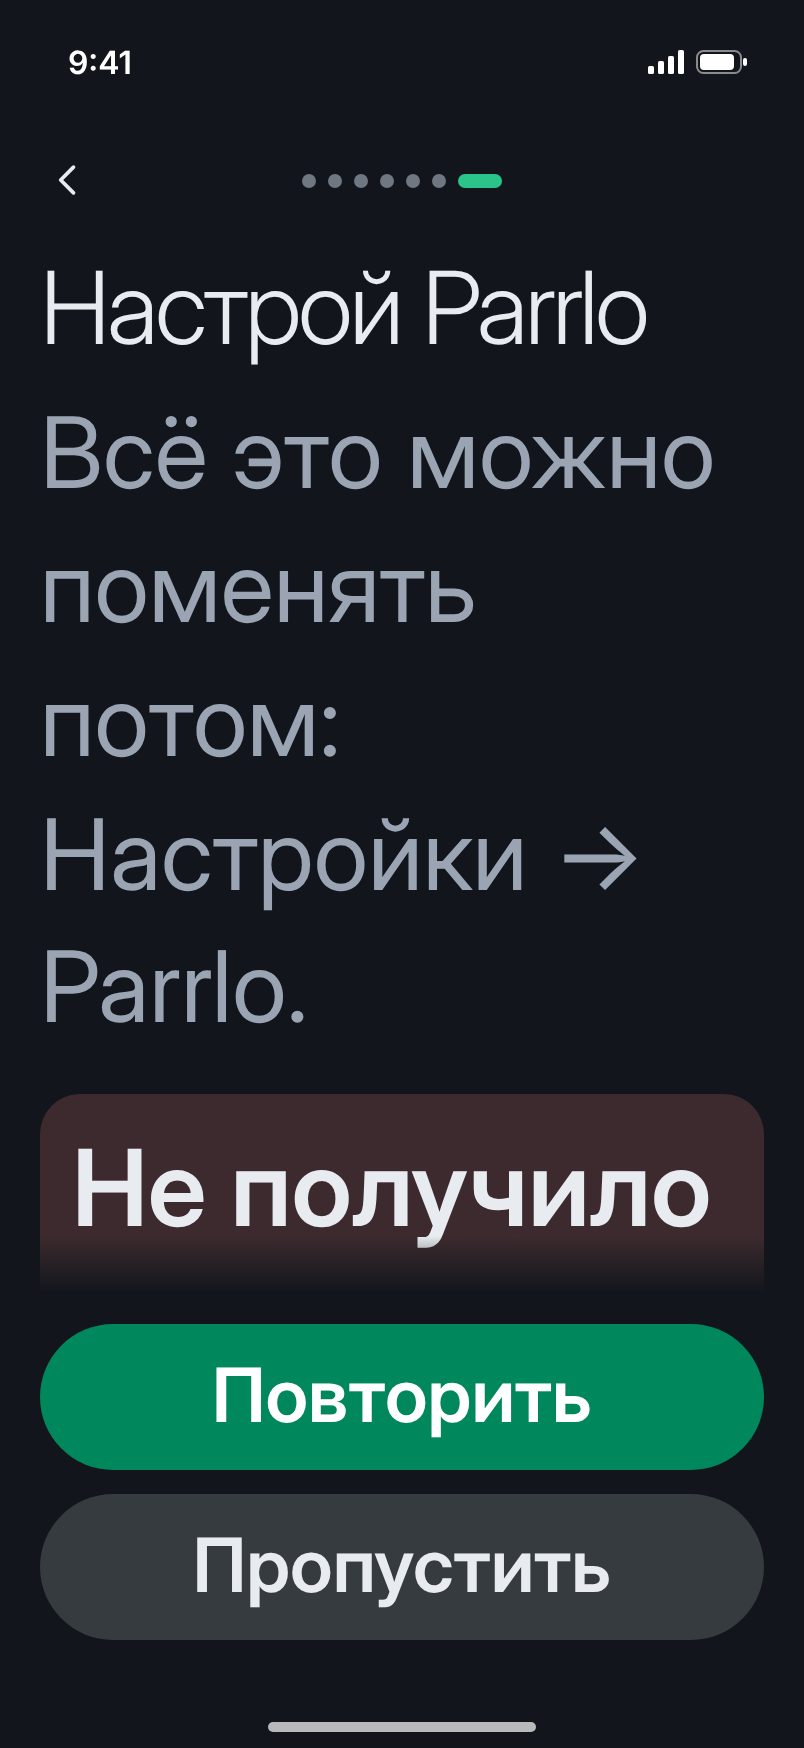 9:41
Настрой Parrlo
Всё это можно
поменять
потом:
Настройки →
Parrlo.
Не получило
Повторить
Пропустить